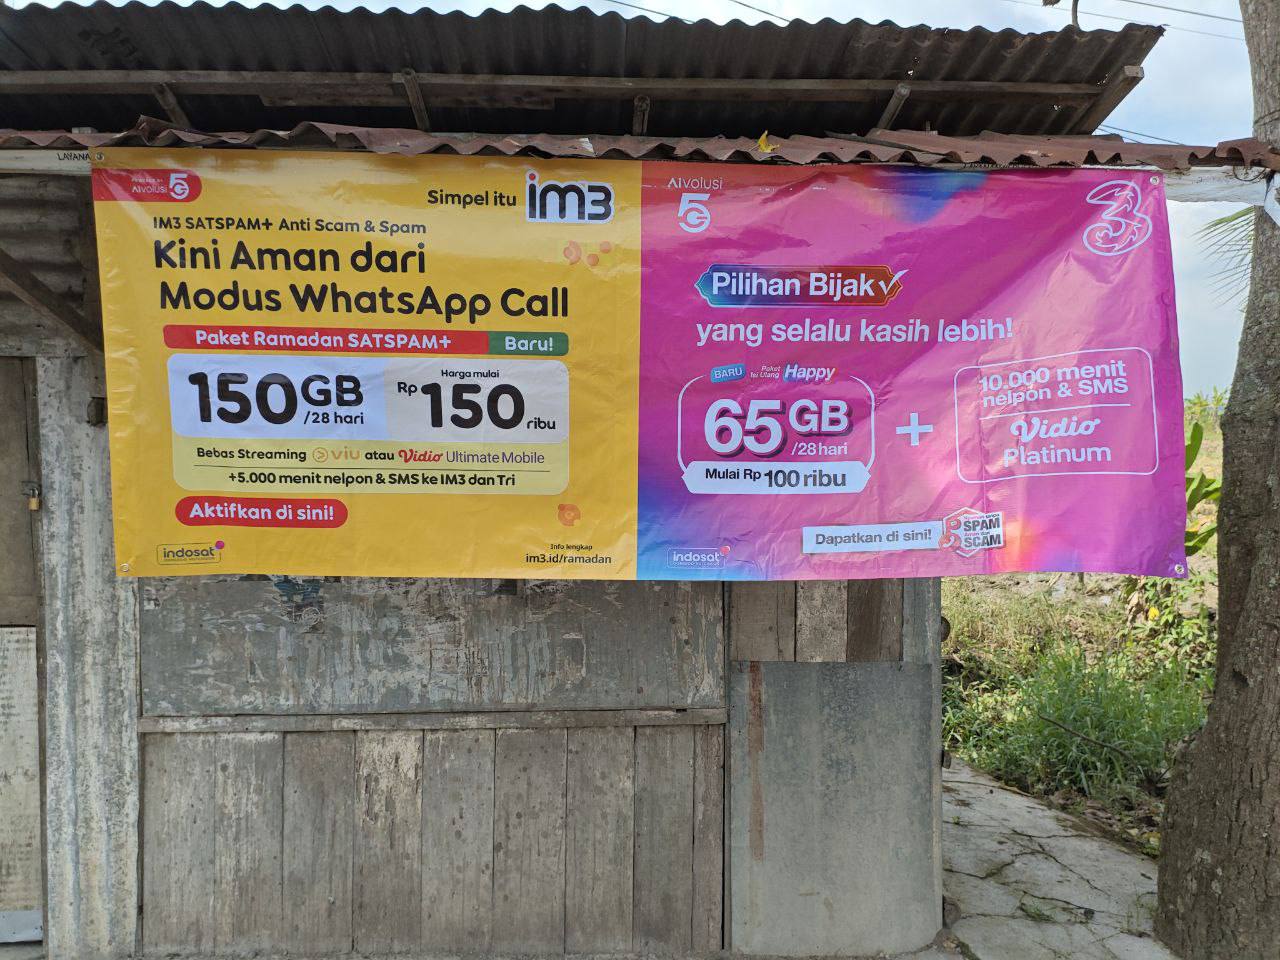 LAYANA
AIVOLUSI 5G
Simpel itu IM3
IM3 SATSPAM+ Anti Scam & Spam
Kini Aman dari
Modus WhatsApp Call
Paket Ramadan SATSPAM+ Baru!
150GB /28 hari
Harga mulai
Rp 150 ribu
Bebas Streaming viu atau Vidio Ultimate Mobile
+5.000 menit nelpon & SMS ke IM3 dan Tri
Aktifkan di sini!
indosat
Info lengkap
im3.id/ramadan
AIVOLUSI
5G
3
Pilihan Bijak
yang selalu kasih lebih!
BARU Paket Isi Ulang Happy
65GB /28 hari
Mulai Rp 100 ribu
+
10.000 menit
nelpon & SMS
Vidio
Platinum
Dapatkan di sini!
SPAM
SCAM
indosat